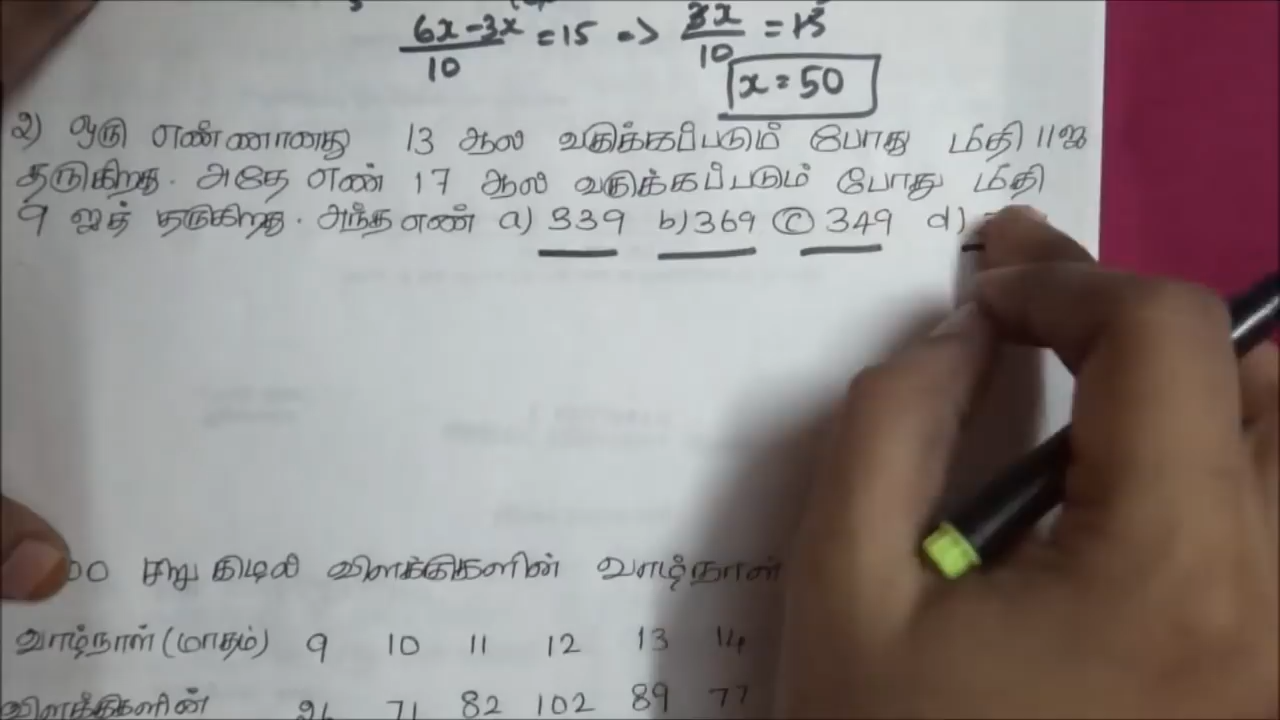 6x-3x/10 = 15 => 3x/10 = 15
x = 50
2) ஒரு எண்ணானது 13 ஆல் வகுக்கப்படும் போது மீதி 11ஐ
தருகிறது. அதே எண் 17 ஆல் வகுக்கப்படும் போது மீதி
9 ஐத் தருகிறது. அந்த எண் a) 339 b) 369 c) 349 d)
00 சிறு மின் விளக்குகளின் வாழ்நாள்
வாழ்நாள் (மாதம்) 9 10 11 12 13 14
விளக்குகளின் 71 82 102 89 77